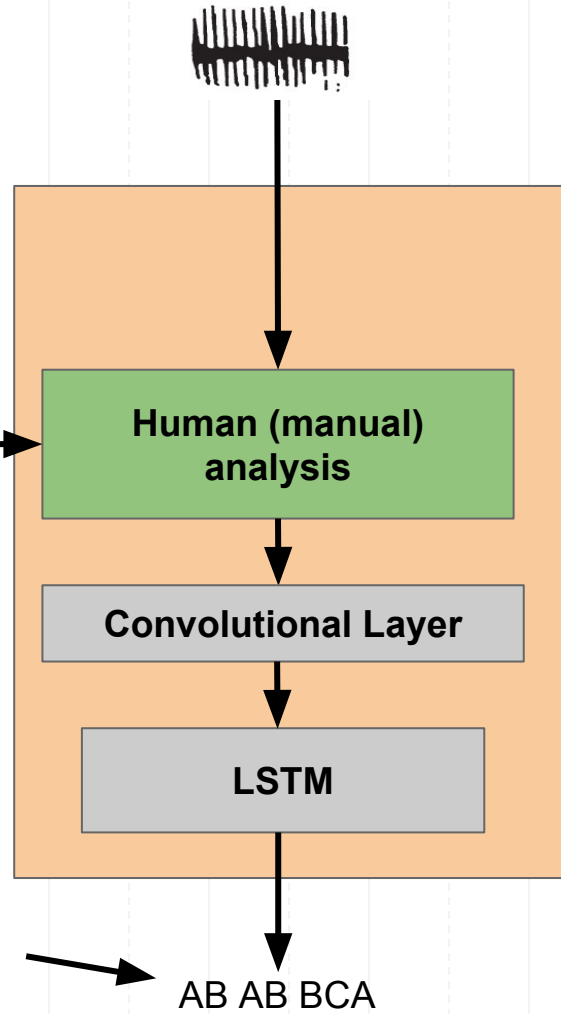 Human (manual)
analysis
Convolutional Layer
LSTM
AB AB BCA